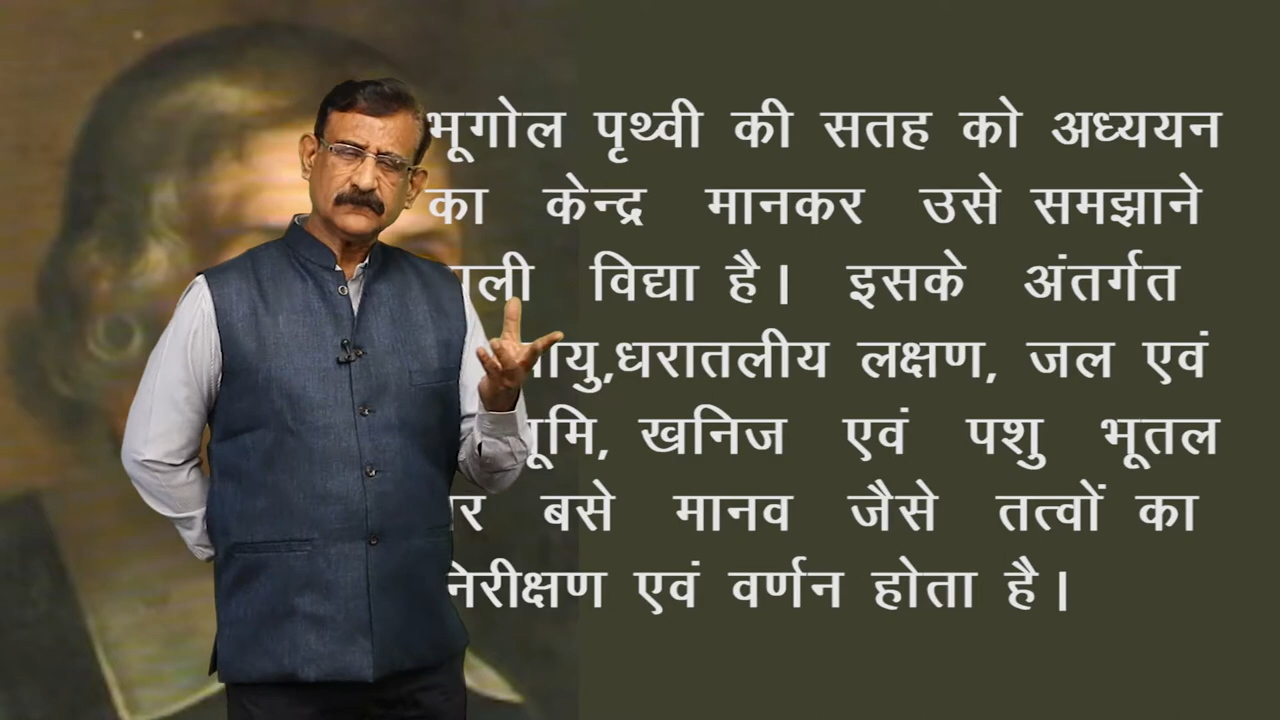 भूगोल पृथ्वी की सतह को अध्ययन
का केन्द्र मानकर उसे समझाने
विद्या है। इसके अंतर्गत
धरातलीय लक्षण, जल एवं
खनिज एवं पशु भूतल
बसे मानव जैसे तत्वों का
निरीक्षण एवं वर्णन होता है।